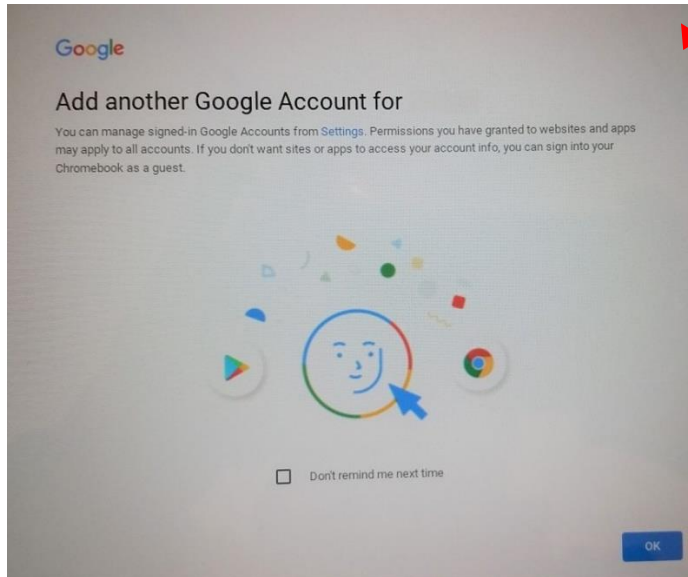 Google
Add another Google Account for
You can manage signed-in Google Accounts from Settings. Permissions you have granted to websites and apps
may apply to all accounts. If you don't want sites or apps to access your account info, you can sign into your
Chromebook as a guest.
Don't remind me next time
OK